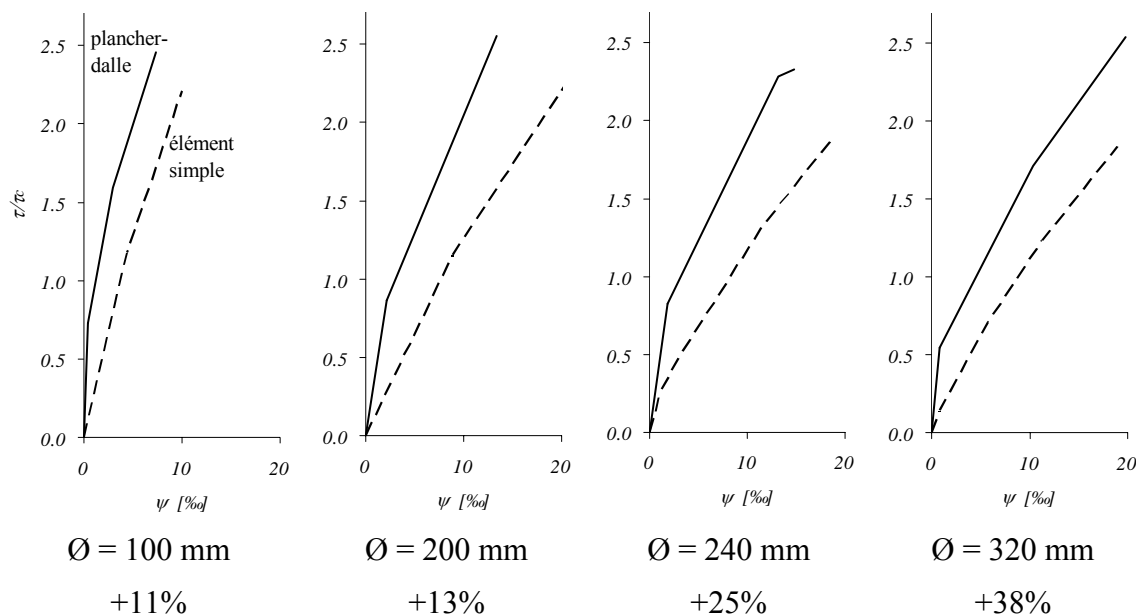 2.5
plancher-
dalle
2.0
élément
simple
1.5
τ/τc
1.0
0.5
0.0
0 10 20
ψ [‰]
Ø = 100 mm
+11%
2.5
2.0
1.5
1.0
0.5
0.0
0 10 20
ψ [‰]
Ø = 200 mm
+13%
2.5
2.0
1.5
1.0
0.5
0.0
0 10 20
ψ [‰]
Ø = 240 mm
+25%
2.5
2.0
1.5
1.0
0.5
0.0
0 10 20
ψ [‰]
Ø = 320 mm
+38%